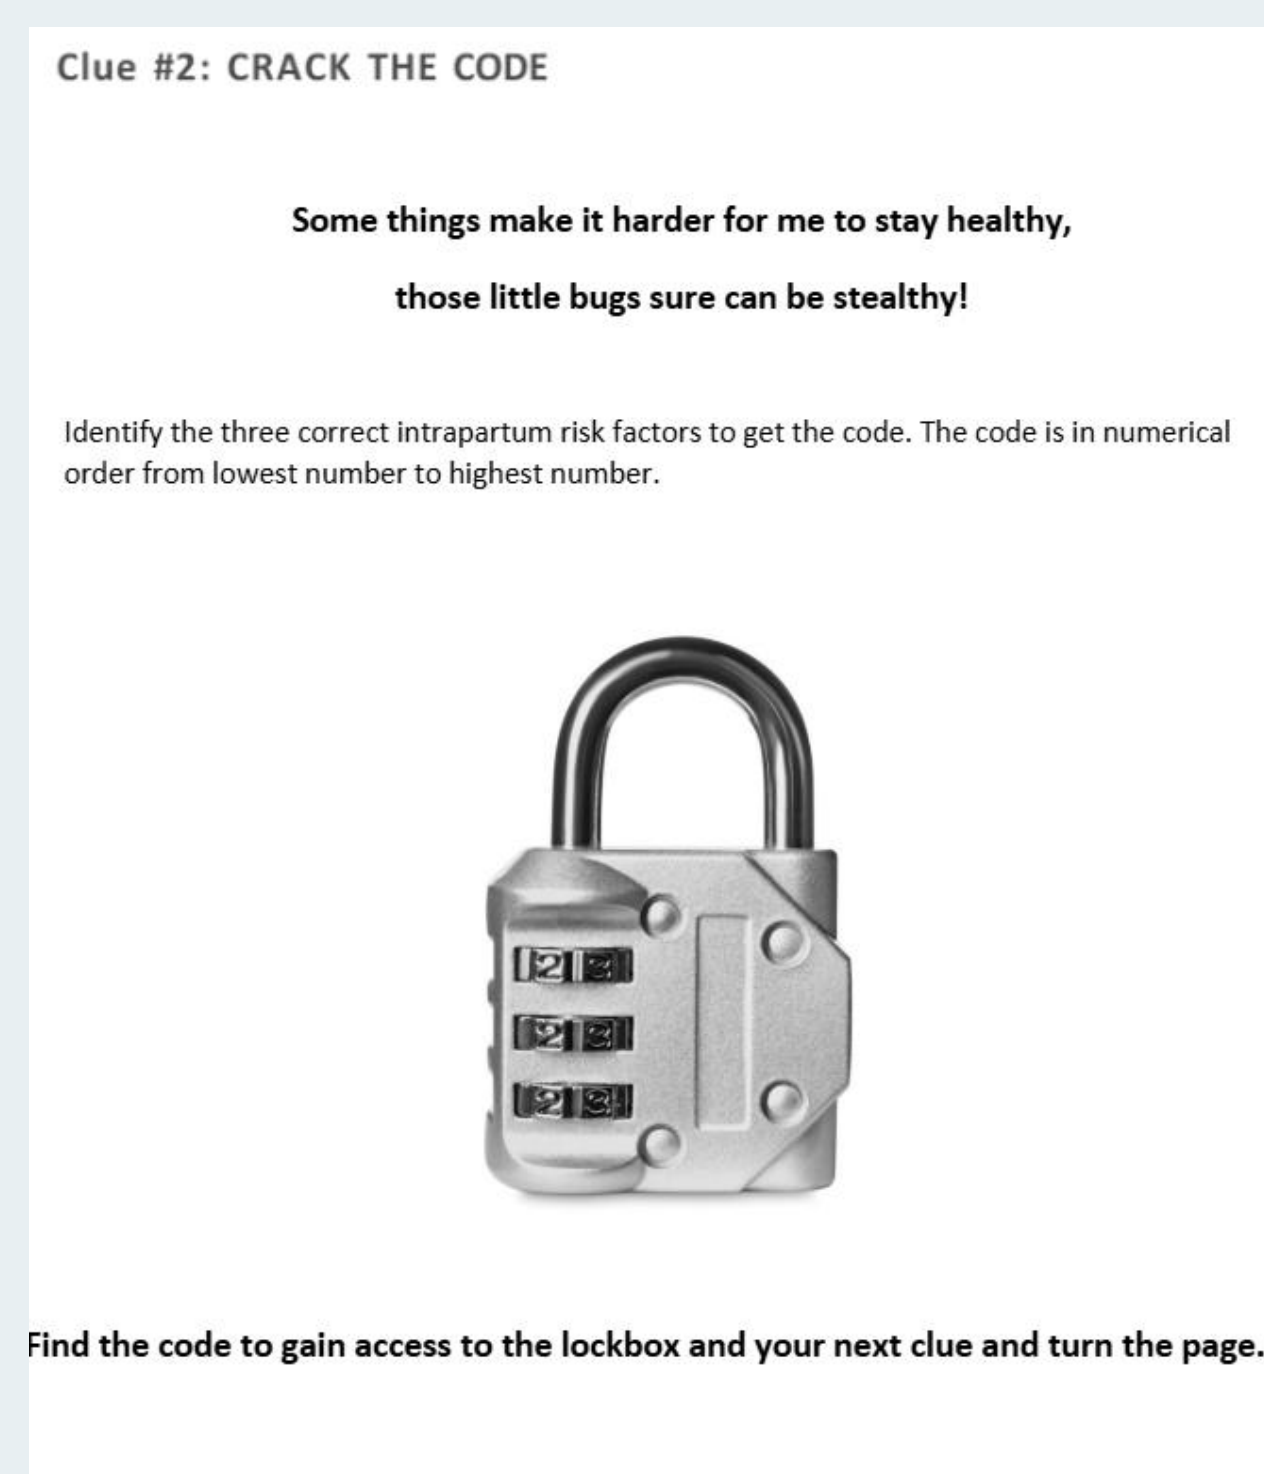 Clue #2: CRACK THE CODE
Some things make it harder for me to stay healthy,
those little bugs sure can be stealthy!
Identify the three correct intrapartum risk factors to get the code. The code is in numerical
order from lowest number to highest number.
2 3
2 3
2 3
Find the code to gain access to the lockbox and your next clue and turn the page.